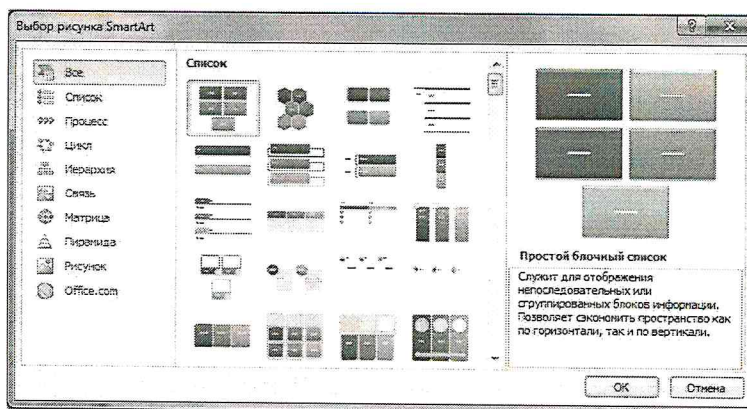 Выбор рисунка SmartArt
Все
Список
Процесс
Цикл
Иерархия
Связь
Матрица
Пирамида
Рисунок
Office.com
Список
Простой блочный список
Служит для отображения
непоследовательных или
сгруппированных блоков информации.
Позволяет сэкономить пространство как
по горизонтали, так и по вертикали.
ОК
Отмена